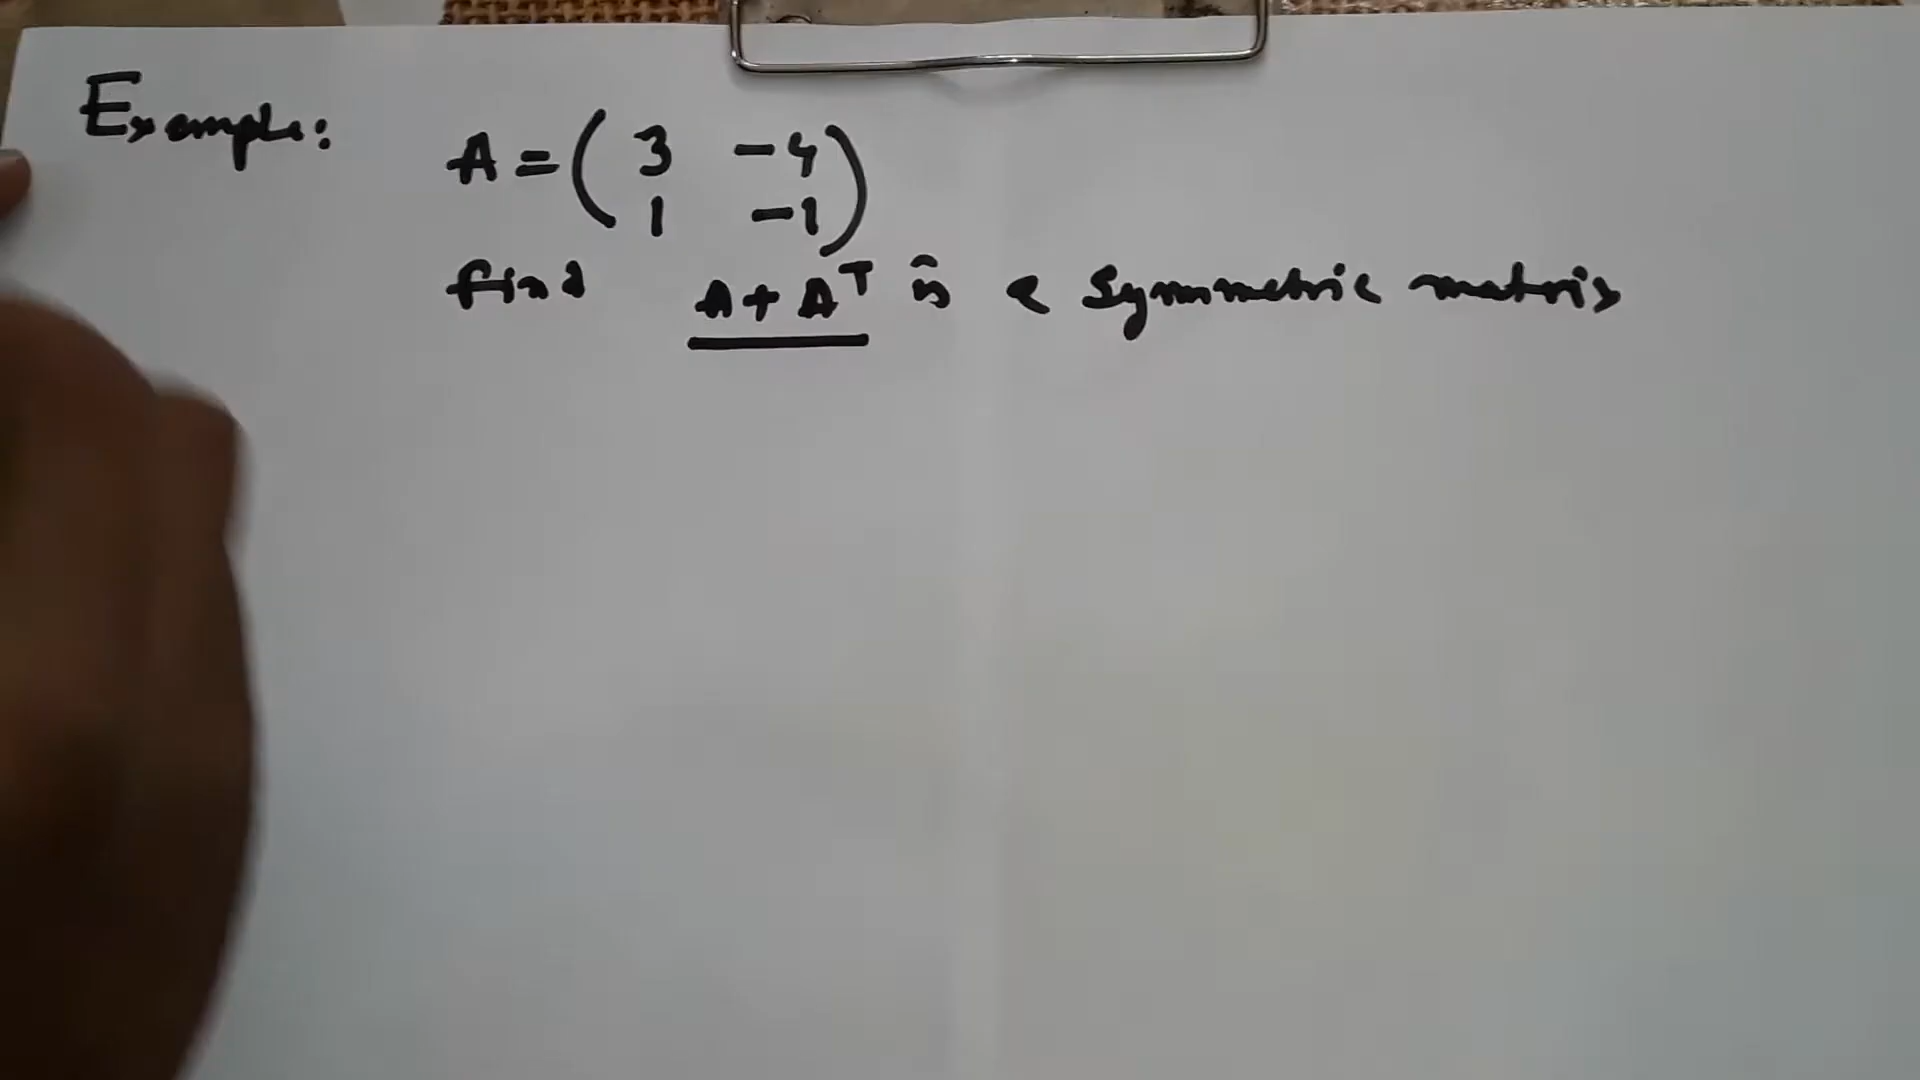 Example:
A = ( 3 -4
1 -1 )
find A + A^T is a symmetric matrix